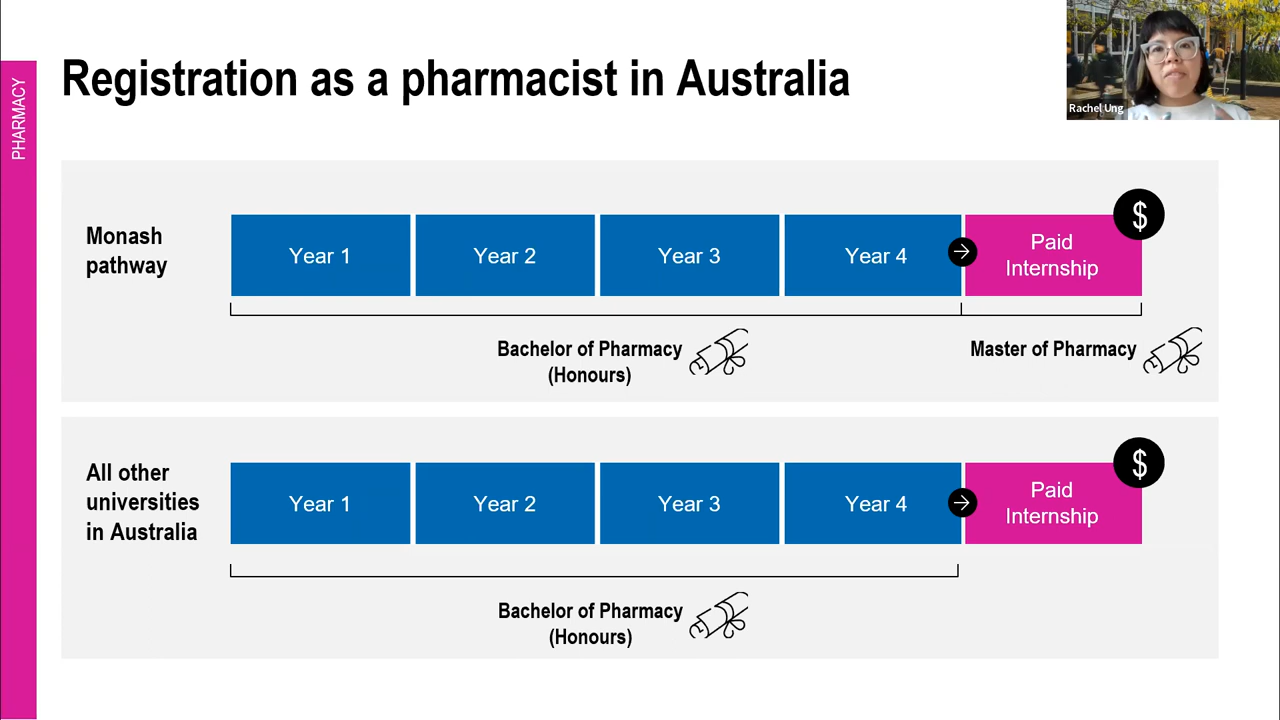 PHARMACY
Registration as a pharmacist in Australia
Rachel Ung
Monash
pathway
Year 1
Year 2
Year 3
Year 4
Paid
Internship
$
Bachelor of Pharmacy
(Honours)
Master of Pharmacy
All other
universities
in Australia
Year 1
Year 2
Year 3
Year 4
Paid
Internship
$
Bachelor of Pharmacy
(Honours)